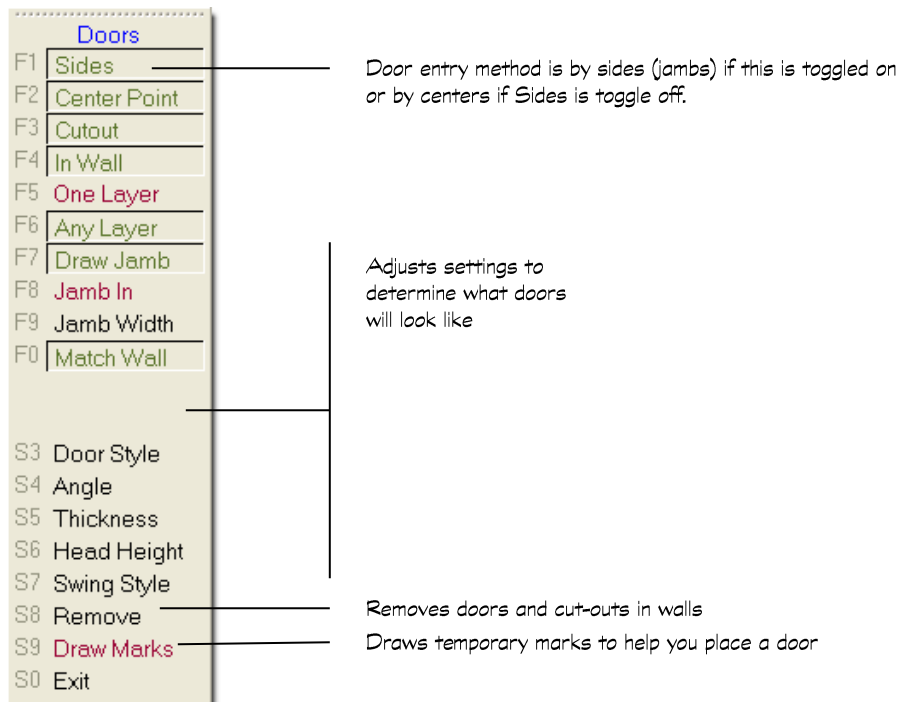 Doors
F1 Sides
Door entry method is by sides (jambs) if this is toggled on
or by centers if Sides is toggle off.
F2 Center Point
F3 Cutout
F4 In Wall
F5 One Layer
F6 Any Layer
F7 Draw Jamb
F8 Jamb In
F9 Jamb Width
F0 Match Wall
Adjusts settings to
determine what doors
will look like
S3 Door Style
S4 Angle
S5 Thickness
S6 Head Height
S7 Swing Style
S8 Remove
Removes doors and cut-outs in walls
S9 Draw Marks
Draws temporary marks to help you place a door
S0 Exit